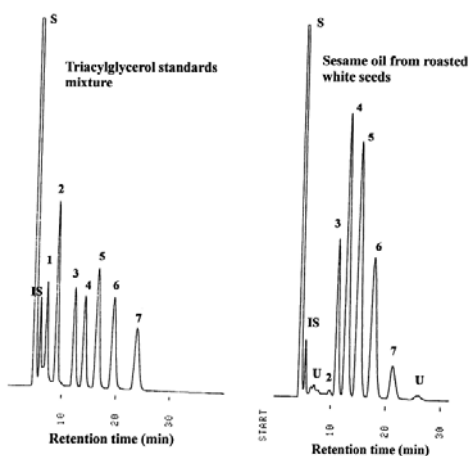 S
Triacylglycerol standards
mixture
2
1
IS
3
4
5
6
7
10
20
30
Retention time (min)
S
Sesame oil from roasted
white seeds
4
5
3
6
IS
U
2
7
U
START
10
20
30
Retention time (min)